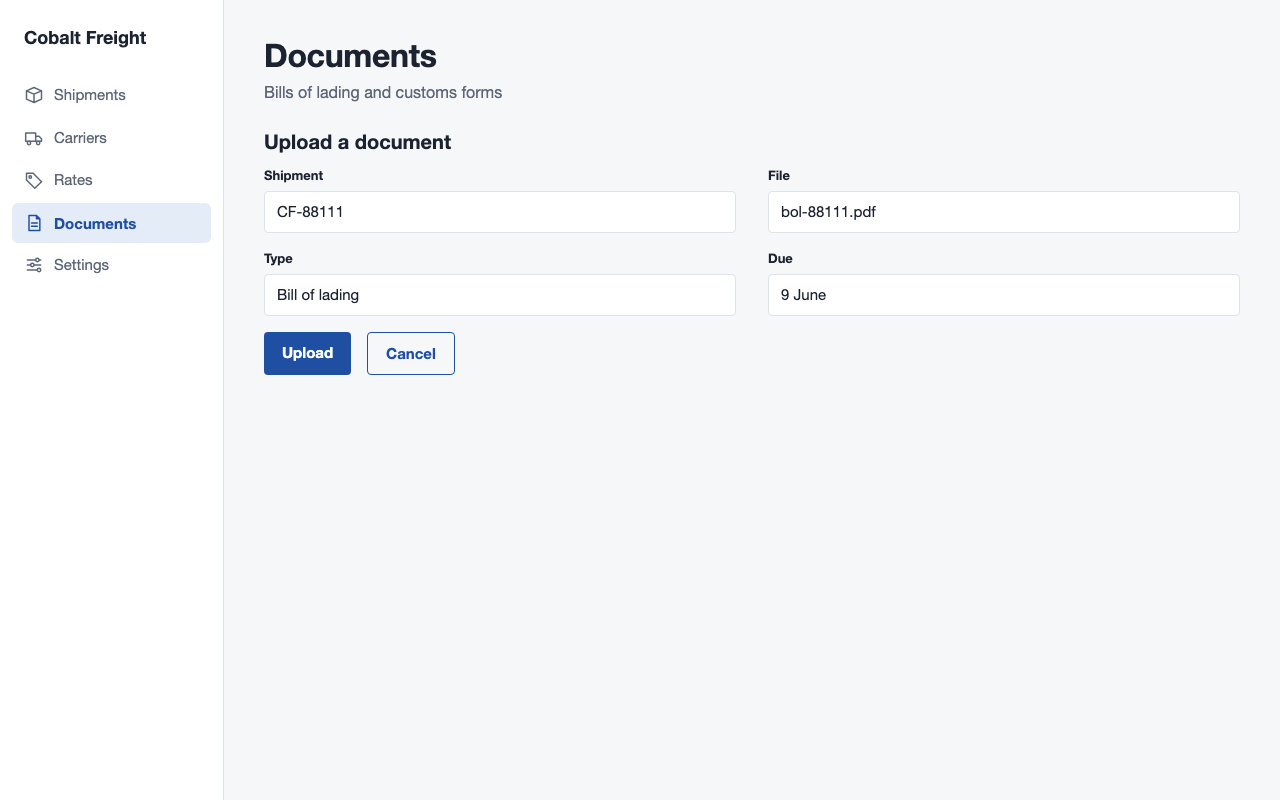 Cobalt Freight
Shipments
Carriers
Rates
Documents
Settings
Documents
Bills of lading and customs forms
Upload a document
Shipment
CF-88111
File
bol-88111.pdf
Type
Bill of lading
Due
9 June
Upload
Cancel